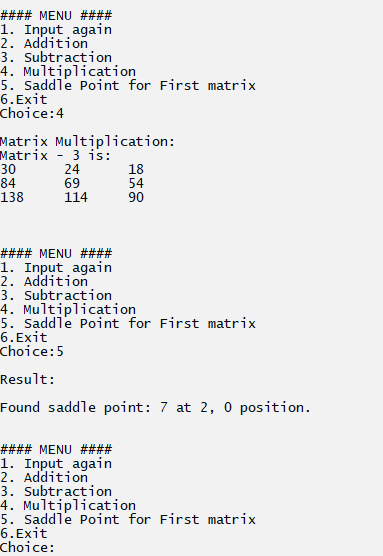 #### MENU ####
1. Input again
2. Addition
3. Subtraction
4. Multiplication
5. Saddle Point for First matrix
6.Exit
Choice:4
Matrix Multiplication:
Matrix - 3 is:
30 24 18
84 69 54
138 114 90
#### MENU ####
1. Input again
2. Addition
3. Subtraction
4. Multiplication
5. Saddle Point for First matrix
6.Exit
Choice:5
Result:
Found saddle point: 7 at 2, 0 position.
#### MENU ####
1. Input again
2. Addition
3. Subtraction
4. Multiplication
5. Saddle Point for First matrix
6.Exit
Choice: